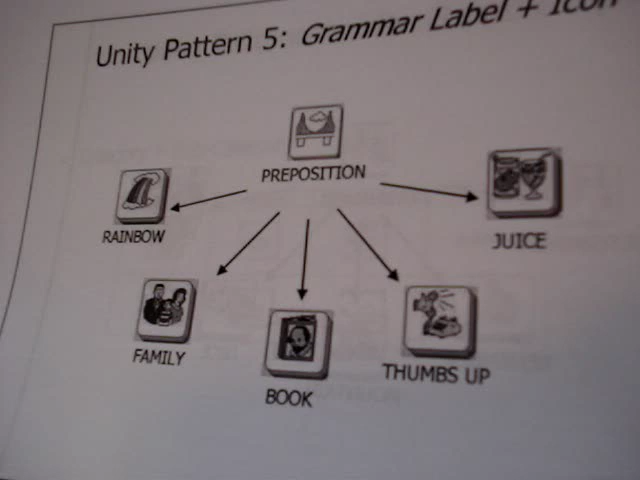 Unity Pattern 5: Grammar Label + Icon
PREPOSITION
RAINBOW
JUICE
FAMILY
BOOK
THUMBS UP